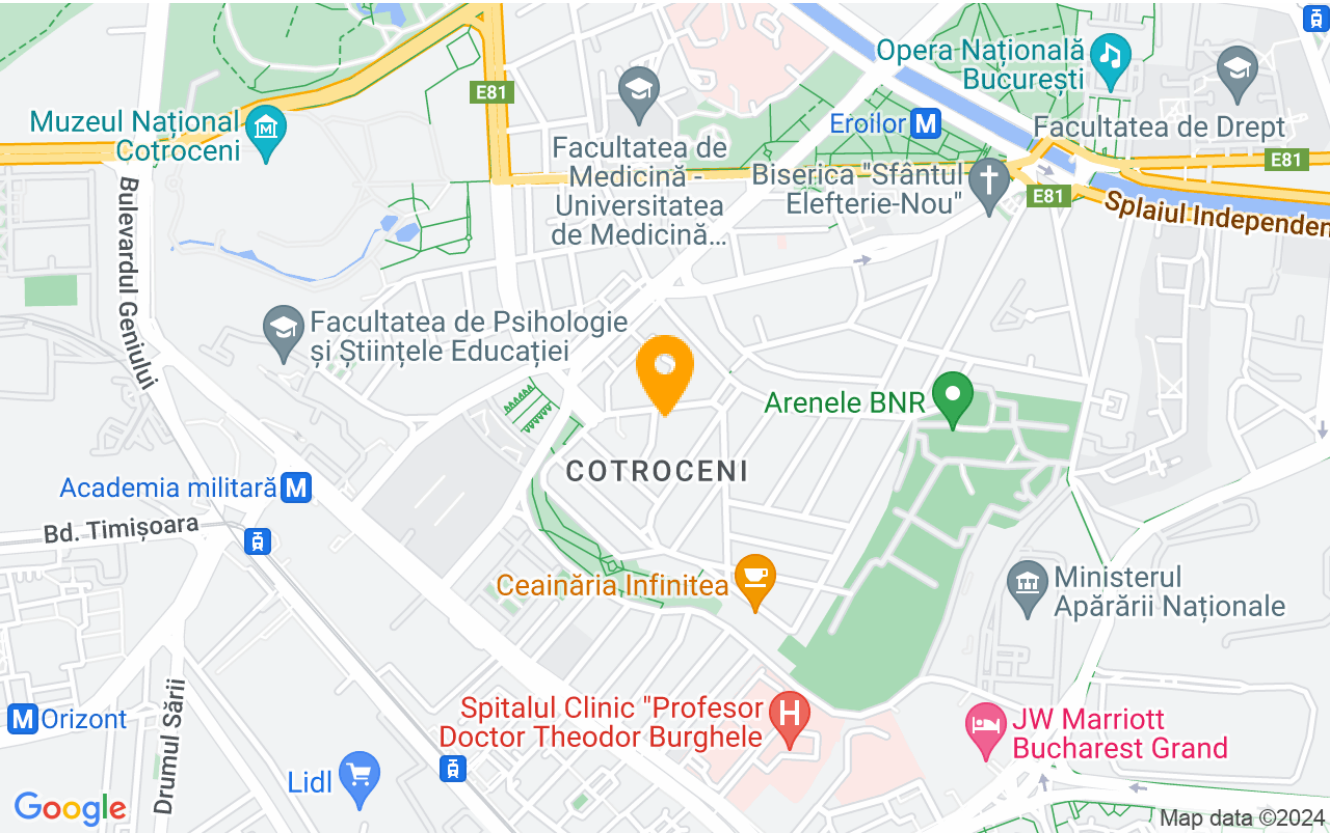 Opera Națională
București
E81
Muzeul Național
Cotroceni
Eroilor M
Facultatea de Drept
Facultatea de
Medicină -
Universitatea
de Medicină...
E81
Biserica "Sfântul
Elefterie-Nou"
E81
Splaiul Independen
Bulevardul Geniului
Facultatea de Psihologie
și Științele Educației
S
Arenele BNR
COTROCENI
Academia militară M
Bd. Timișoara
Ceainăria Infinitea
Ministerul
Apărării Naționale
Drumul Sării
M Orizont
Spitalul Clinic "Profesor
Doctor Theodor Burghele
H
JW Marriott
Bucharest Grand
Lidl
Google
Map data ©2024